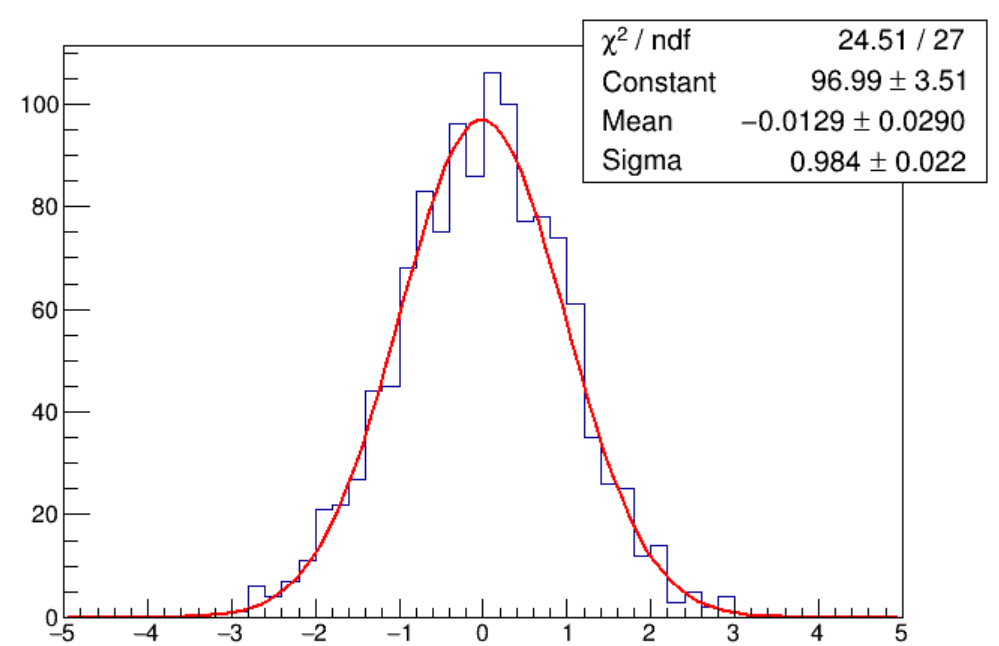 χ² / ndf 24.51 / 27
Constant 96.99 ± 3.51
Mean −0.0129 ± 0.0290
Sigma 0.984 ± 0.022
100
80
60
40
20
0
−5 −4 −3 −2 −1 0 1 2 3 4 5